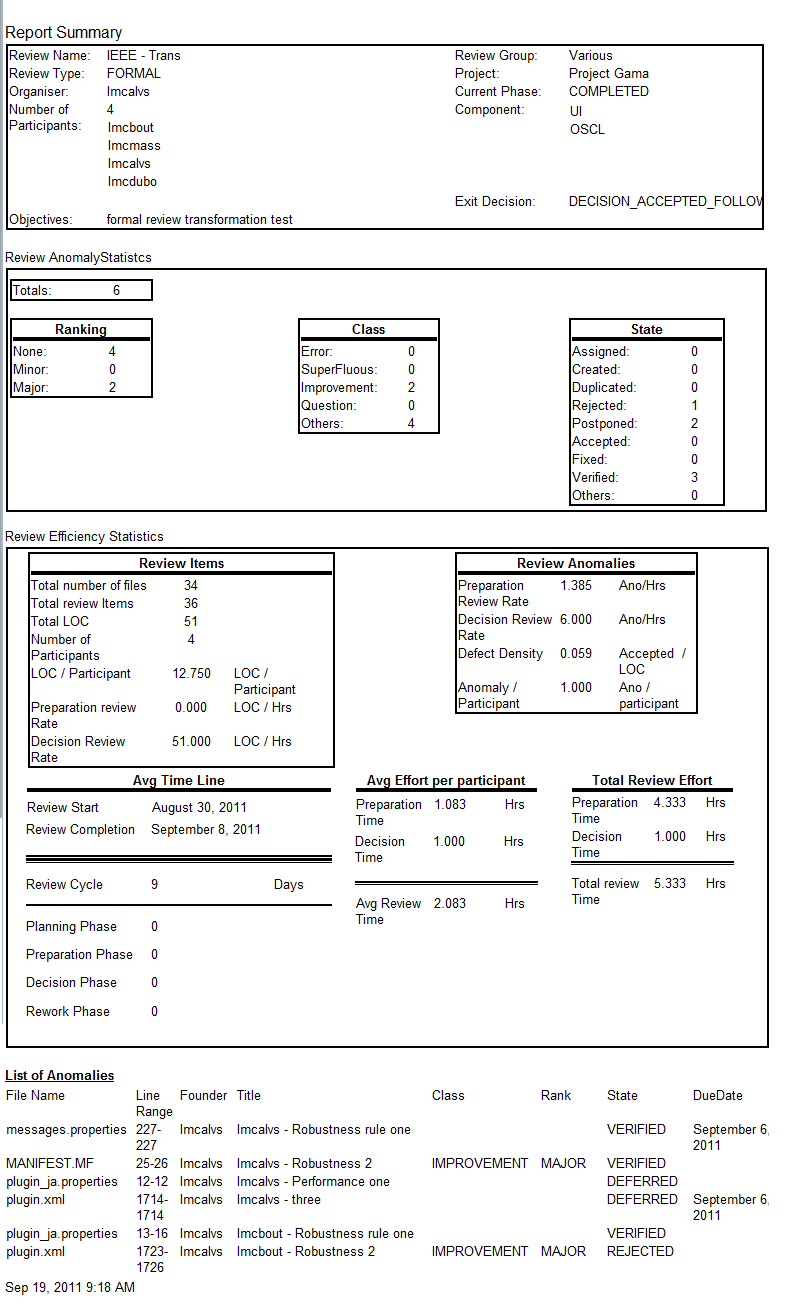 Report Summary
Review Name: IEEE - Trans Review Group: Various
Review Type: FORMAL Project: Project Gama
Organiser: lmcalvs Current Phase: COMPLETED
Number of Participants: 4 Component: UI
lmcbout OSCL
lmcmass
lmcalvs
lmcdubo
Exit Decision: DECISION_ACCEPTED_FOLLOW
Objectives: formal review transformation test
Review AnomalyStatistcs
Totals: 6
Ranking
None: 4
Minor: 0
Major: 2
Class
Error: 0
SuperFluous: 0
Improvement: 2
Question: 0
Others: 4
State
Assigned: 0
Created: 0
Duplicated: 0
Rejected: 1
Postponed: 2
Accepted: 0
Fixed: 0
Verified: 3
Others: 0
Review Efficiency Statistics
Review Items
Total number of files 34
Total review Items 36
Total LOC 51
Number of Participants 4
LOC / Participant 12.750 LOC / Participant
Preparation review Rate 0.000 LOC / Hrs
Decision Review Rate 51.000 LOC / Hrs
Review Anomalies
Preparation Review Rate 1.385 Ano/Hrs
Decision Review Rate 6.000 Ano/Hrs
Defect Density 0.059 Accepted / LOC
Anomaly / Participant 1.000 Ano / participant
Avg Time Line
Review Start August 30, 2011
Review Completion September 8, 2011
Review Cycle 9 Days
Planning Phase 0
Preparation Phase 0
Decision Phase 0
Rework Phase 0
Avg Effort per participant
Preparation Time 1.083 Hrs
Decision Time 1.000 Hrs
Avg Review Time 2.083 Hrs
Total Review Effort
Preparation Time 4.333 Hrs
Decision Time 1.000 Hrs
Total review Time 5.333 Hrs
List of Anomalies
File Name Line Range Founder Title Class Rank State DueDate
messages.properties 227-227 lmcalvs lmcalvs - Robustness rule one VERIFIED September 6, 2011
MANIFEST.MF 25-26 lmcalvs lmcalvs - Robustness 2 IMPROVEMENT MAJOR VERIFIED
plugin_ja.properties 12-12 lmcalvs lmcalvs - Performance one DEFERRED
plugin.xml 1714-1714 lmcalvs lmcalvs - three DEFERRED September 6, 2011
plugin_ja.properties 13-16 lmcalvs lmcbout - Robustness rule one VERIFIED
plugin.xml 1723-1726 lmcalvs lmcbout - Robustness 2 IMPROVEMENT MAJOR REJECTED
Sep 19, 2011 9:18 AM